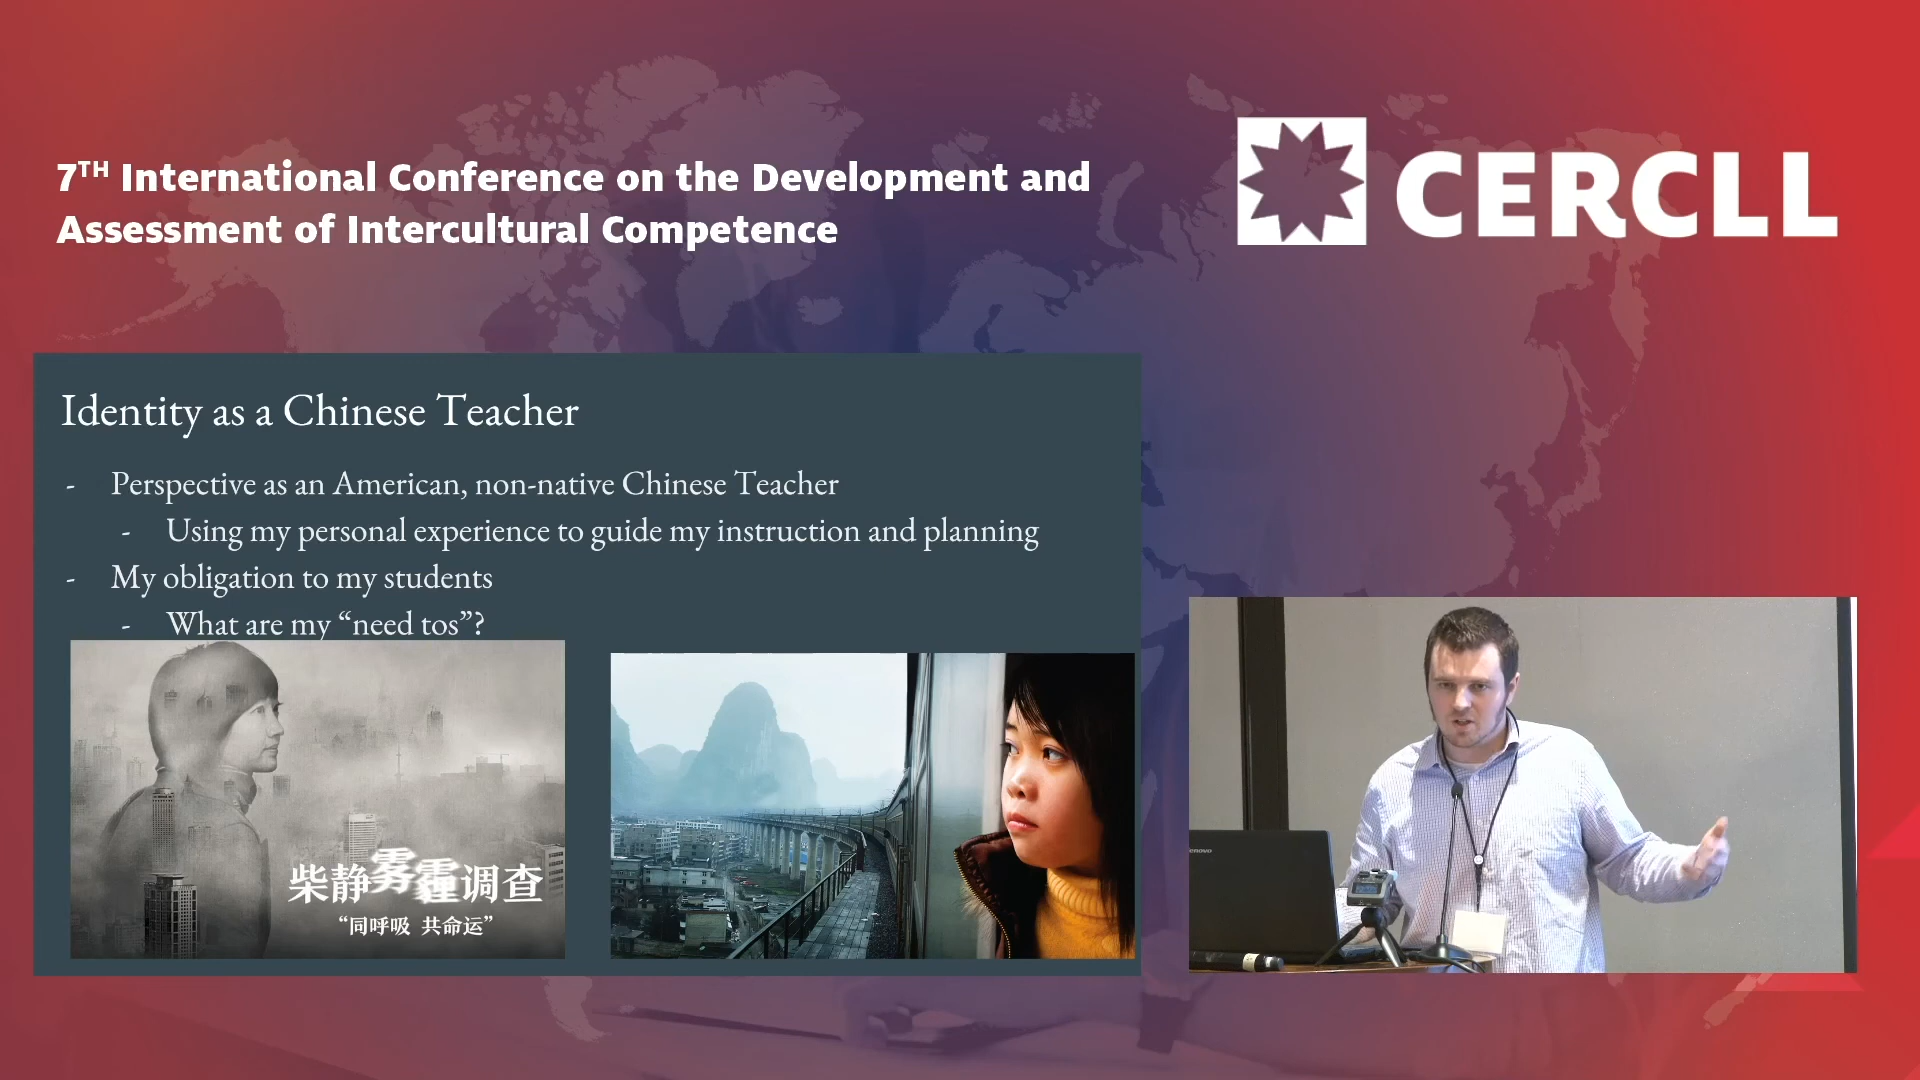 7TH International Conference on the Development and
Assessment of Intercultural Competence
CERCLL
Identity as a Chinese Teacher
- Perspective as an American, non-native Chinese Teacher
- Using my personal experience to guide my instruction and planning
- My obligation to my students
- What are my “need tos”?
柴静雾霾调查
“同呼吸 共命运”
lenovo